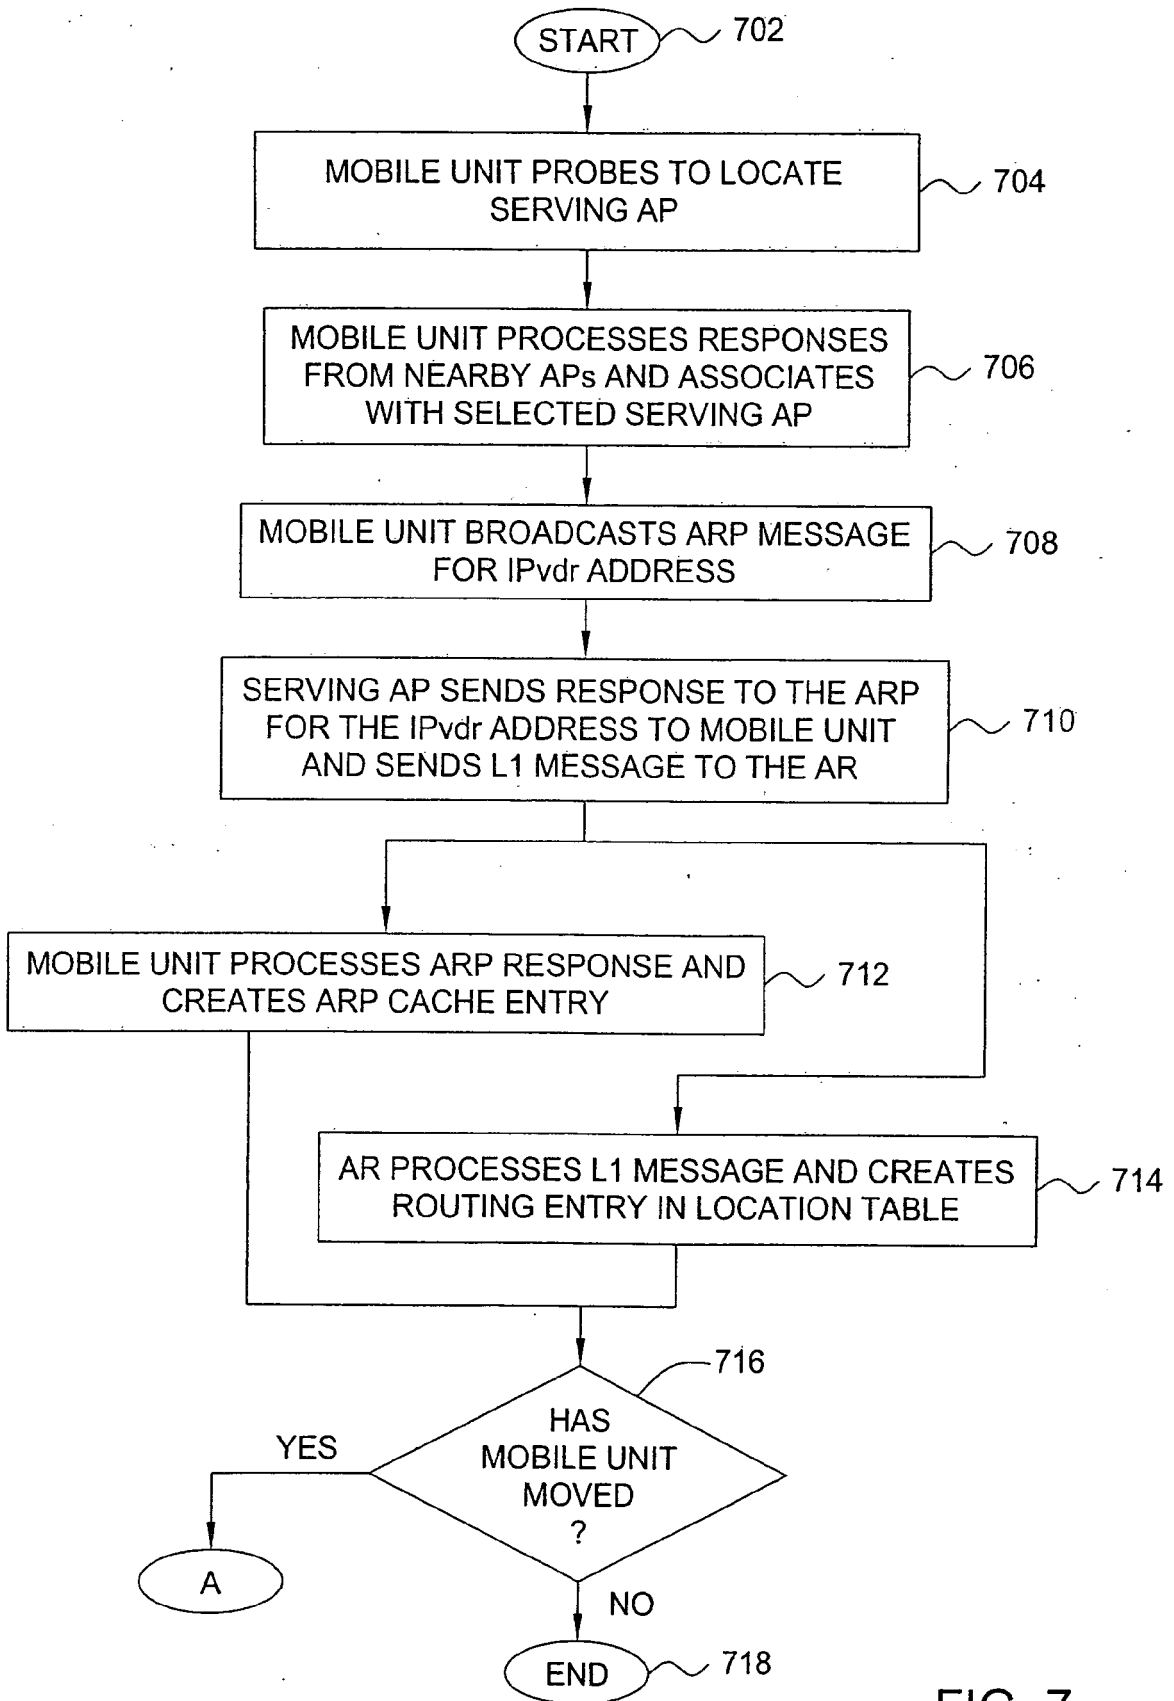 START
702
MOBILE UNIT PROBES TO LOCATE
SERVING AP
704
MOBILE UNIT PROCESSES RESPONSES
FROM NEARBY APs AND ASSOCIATES
WITH SELECTED SERVING AP
706
MOBILE UNIT BROADCASTS ARP MESSAGE
FOR IPvdr ADDRESS
708
SERVING AP SENDS RESPONSE TO THE ARP
FOR THE IPvdr ADDRESS TO MOBILE UNIT
AND SENDS L1 MESSAGE TO THE AR
710
MOBILE UNIT PROCESSES ARP RESPONSE AND
CREATES ARP CACHE ENTRY
712
AR PROCESSES L1 MESSAGE AND CREATES
ROUTING ENTRY IN LOCATION TABLE
714
716
HAS
MOBILE UNIT
MOVED
?
YES
A
NO
END
718
FIG. 7